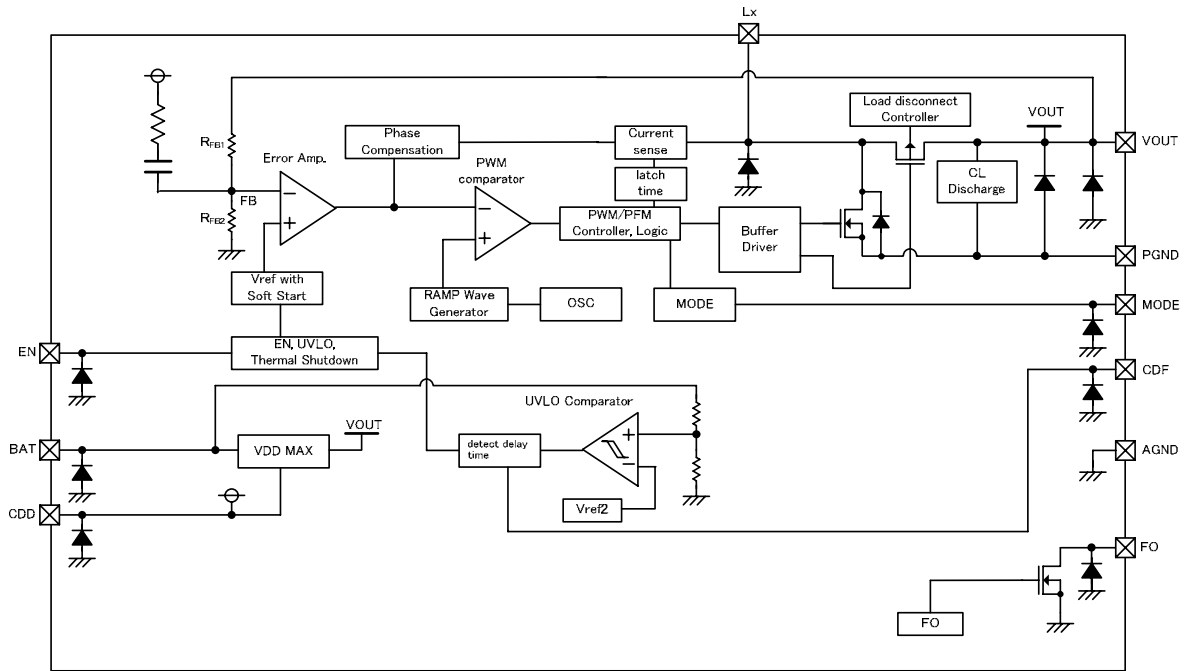 Lx
Load disconnect
Controller
VOUT
RFB1
Phase
Compensation
Current
sense
VOUT
Error Amp.
PWM
comparator
latch
time
CL
Discharge
FB
RFB2
PWM/PFM
Controller, Logic
Buffer
Driver
PGND
Vref with
Soft Start
RAMP Wave
Generator
OSC
MODE
MODE
EN
EN, UVLO,
Thermal Shutdown
CDF
UVLO Comparator
VOUT
BAT
VDD MAX
detect delay
time
AGND
CDD
Vref2
FO
FO